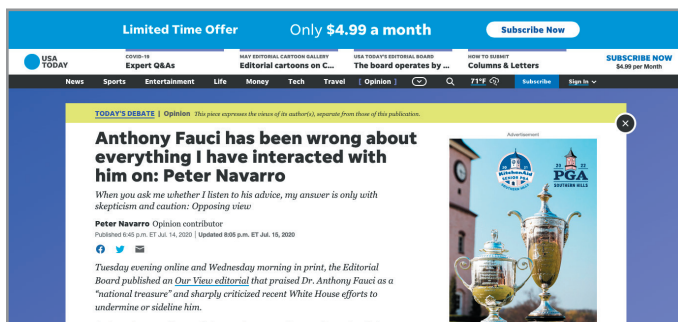 Limited Time Offer
Only $4.99 a month
Subscribe Now
USA TODAY
COVID-19
Expert Q&As
MAY EDITORIAL CARTOON GALLERY
Editorial cartoons on C...
USA TODAY'S EDITORIAL BOARD
The board operates by ...
HOW TO SUBMIT
Columns & Letters
SUBSCRIBE NOW
$4.99 per Month
News Sports Entertainment Life Money Tech Travel [ Opinion ] 71°F Subscribe Sign In
TODAY'S DEBATE | Opinion This piece expresses the views of its author(s), separate from those of this publication.
Anthony Fauci has been wrong about
everything I have interacted with
him on: Peter Navarro
When you ask me whether I listen to his advice, my answer is only with
skepticism and caution: Opposing view
Peter Navarro Opinion contributor
Published 6:45 p.m. ET Jul. 14, 2020 | Updated 8:05 p.m. ET Jul. 15, 2020
Tuesday evening online and Wednesday morning in print, the Editorial
Board published an Our View editorial that praised Dr. Anthony Fauci as a
"national treasure" and sharply criticized recent White House efforts to
undermine or sideline him.
Advertisement
KitchenAid
SENIOR PGA
20 22
PGA
SOUTHERN HILLS